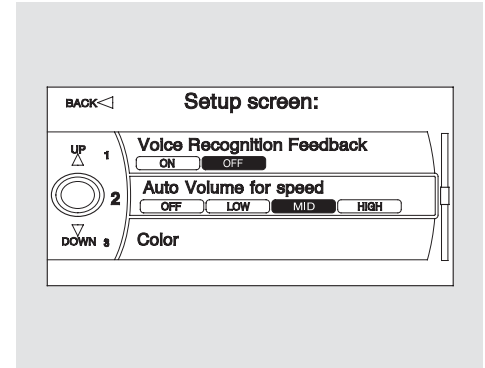 BACK
Setup screen:
UP
1
Voice Recognition Feedback
ON OFF
2
Auto Volume for speed
OFF LOW MID HIGH
DOWN 3
Color